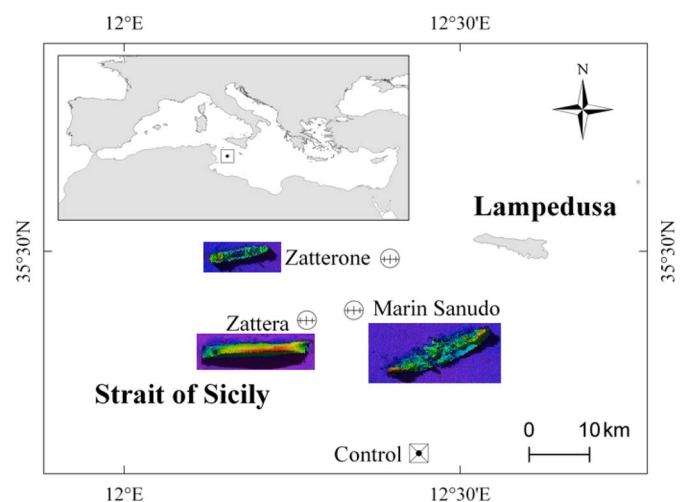 12°E 12°30'E
N
Lampedusa
35°30'N 35°30'N
Zatterone
Marin Sanudo
Zattera
Strait of Sicily
0 10 km
Control
12°E 12°30'E